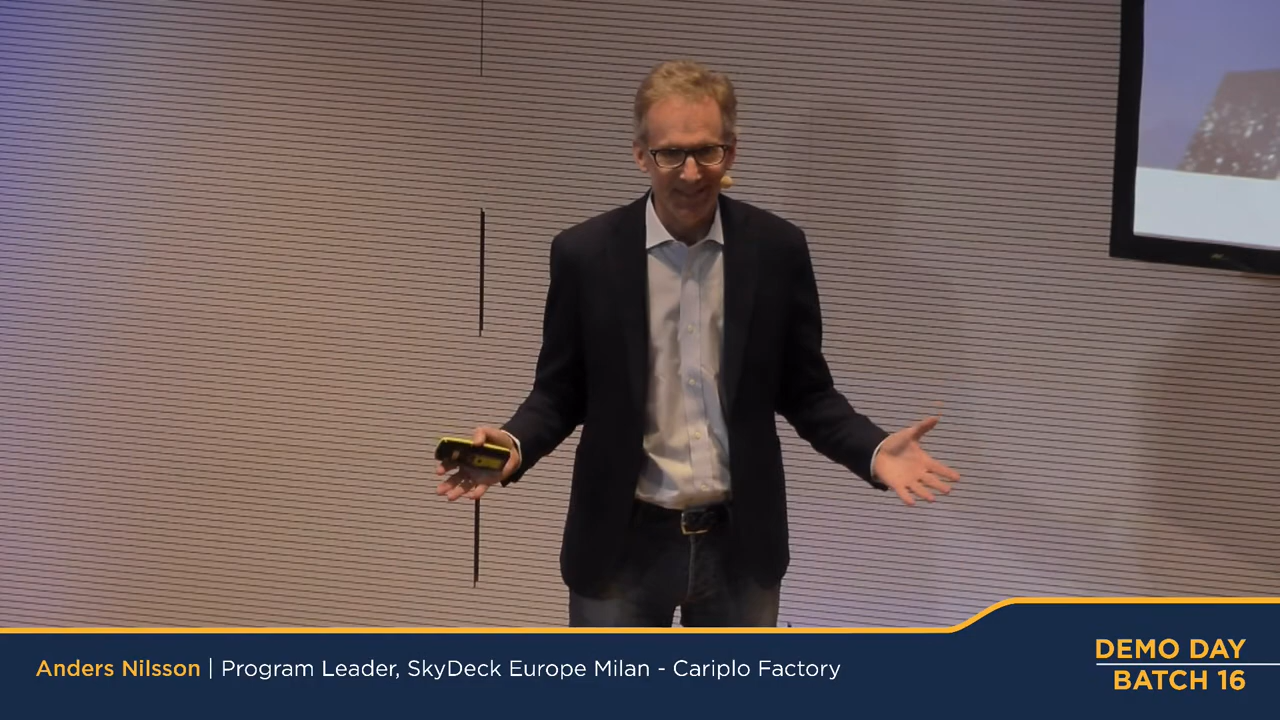 Anders Nilsson | Program Leader, SkyDeck Europe Milan - Cariplo Factory
DEMO DAY
BATCH 16